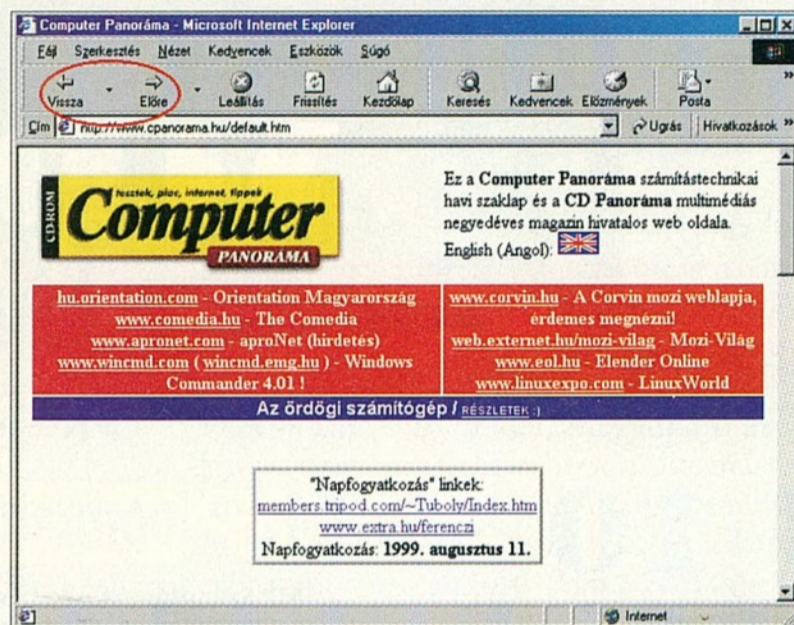 Computer Panoráma - Microsoft Internet Explorer
Fájl Szerkesztés Nézet Kedvencek Eszközök Súgó
Vissza Előre Leállítás Frissítés Kezdőlap Keresés Kedvencek Előzmények Posta »
Cím http://www.cpanorama.hu/default.htm Ugrás Hivatkozások »
CD-ROM
tesztek, piac, internet, tippek
Computer
PANORÁMA
Ez a Computer Panoráma számítástechnikai
havi szaklap és a CD Panoráma multimédiás
negyedéves magazin hivatalos web oldala.
English (Angol):
hu.orientation.com - Orientation Magyarország
www.comedia.hu - The Comedia
www.apronet.com - aproNet (hirdetés)
www.wincmd.com ( wincmd.emg.hu ) - Windows
Commander 4.01 !
www.corvin.hu - A Corvin mozi weblapja,
érdemes megnézni!
web.externet.hu/mozi-vilag - Mozi-Világ
www.eol.hu - Elender Online
www.linuxexpo.com - LinuxWorld
Az ördögi számítógép / RÉSZLETEK :)
"Napfogyatkozás" linkek:
members.tripod.com/~Tuboly/Index.htm
www.extra.hu/ferenczi
Napfogyatkozás: 1999. augusztus 11.
Internet